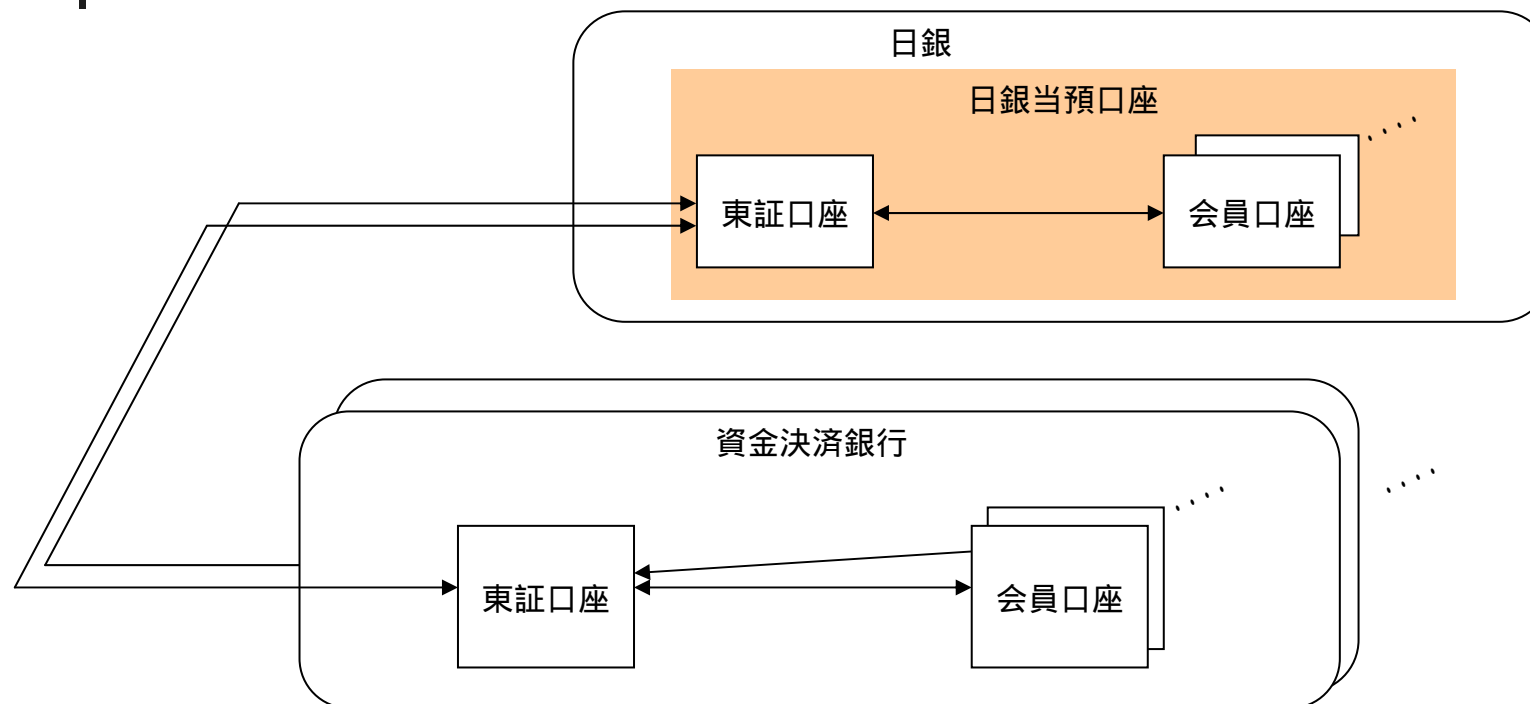 日銀
日銀当預口座
東証口座
会員口座
資金決済銀行
東証口座
会員口座